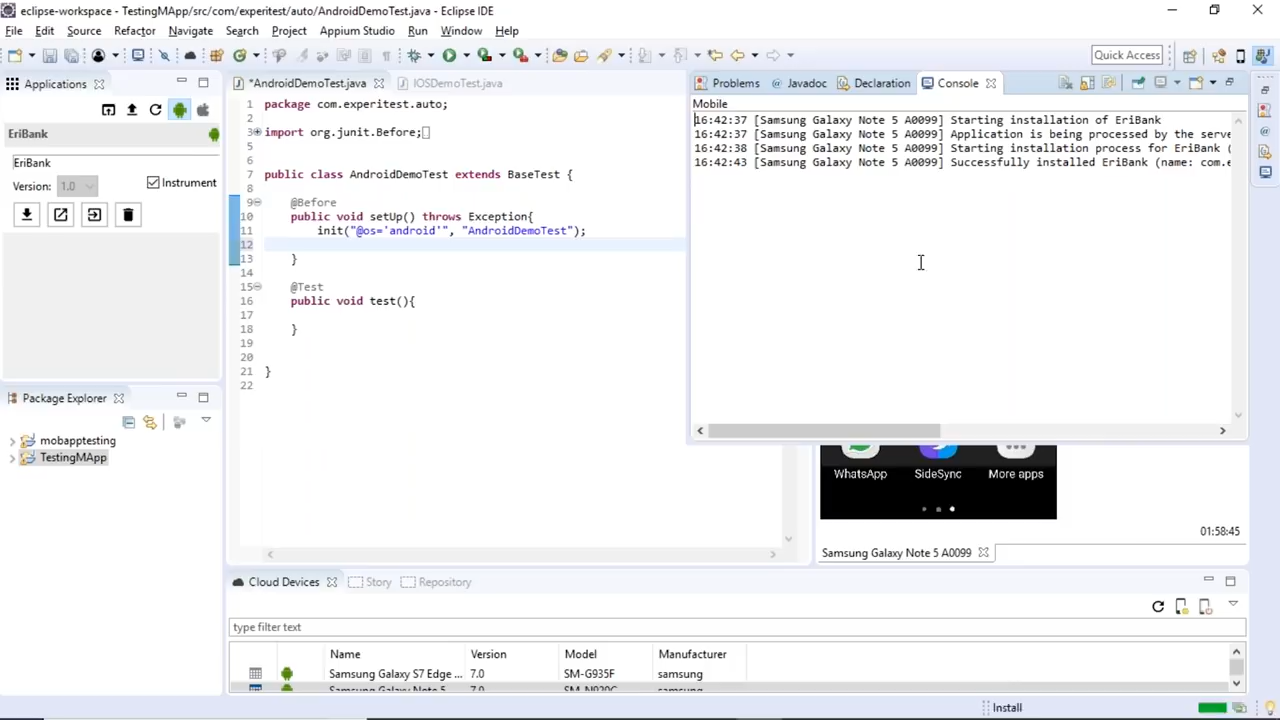 eclipse-workspace - TestingMApp/src/com/experitest/auto/AndroidDemoTest.java - Eclipse IDE
File Edit Source Refactor Navigate Search Project Appium Studio Run Window Help
Quick Access
Applications
EriBank
EriBank
Version: 1.0 Instrument
Package Explorer
mobapptesting
TestingMApp
*AndroidDemoTest.java IOSDemoTest.java
1 package com.experitest.auto;
2
3 import org.junit.Before;
5
6
7 public class AndroidDemoTest extends BaseTest {
8
9 @Before
10 public void setUp() throws Exception{
11 init("@os='android'", "AndroidDemoTest");
12
13 }
14
15 @Test
16 public void test(){
17
18 }
19
20
21 }
22
Problems Javadoc Declaration Console
Mobile
16:42:37 [Samsung Galaxy Note 5 A0099] Starting installation of EriBank
16:42:37 [Samsung Galaxy Note 5 A0099] Application is being processed by the serve
16:42:38 [Samsung Galaxy Note 5 A0099] Starting installation process for EriBank (
16:42:43 [Samsung Galaxy Note 5 A0099] Successfully installed EriBank (name: com.e
WhatsApp SideSync More apps
01:58:45
Samsung Galaxy Note 5 A0099
Cloud Devices Story Repository
type filter text
Name Version Model Manufacturer
Samsung Galaxy S7 Edge ... 7.0 SM-G935F samsung
Samsung Galaxy Note 5 7.0 SM-N920C samsung
Install